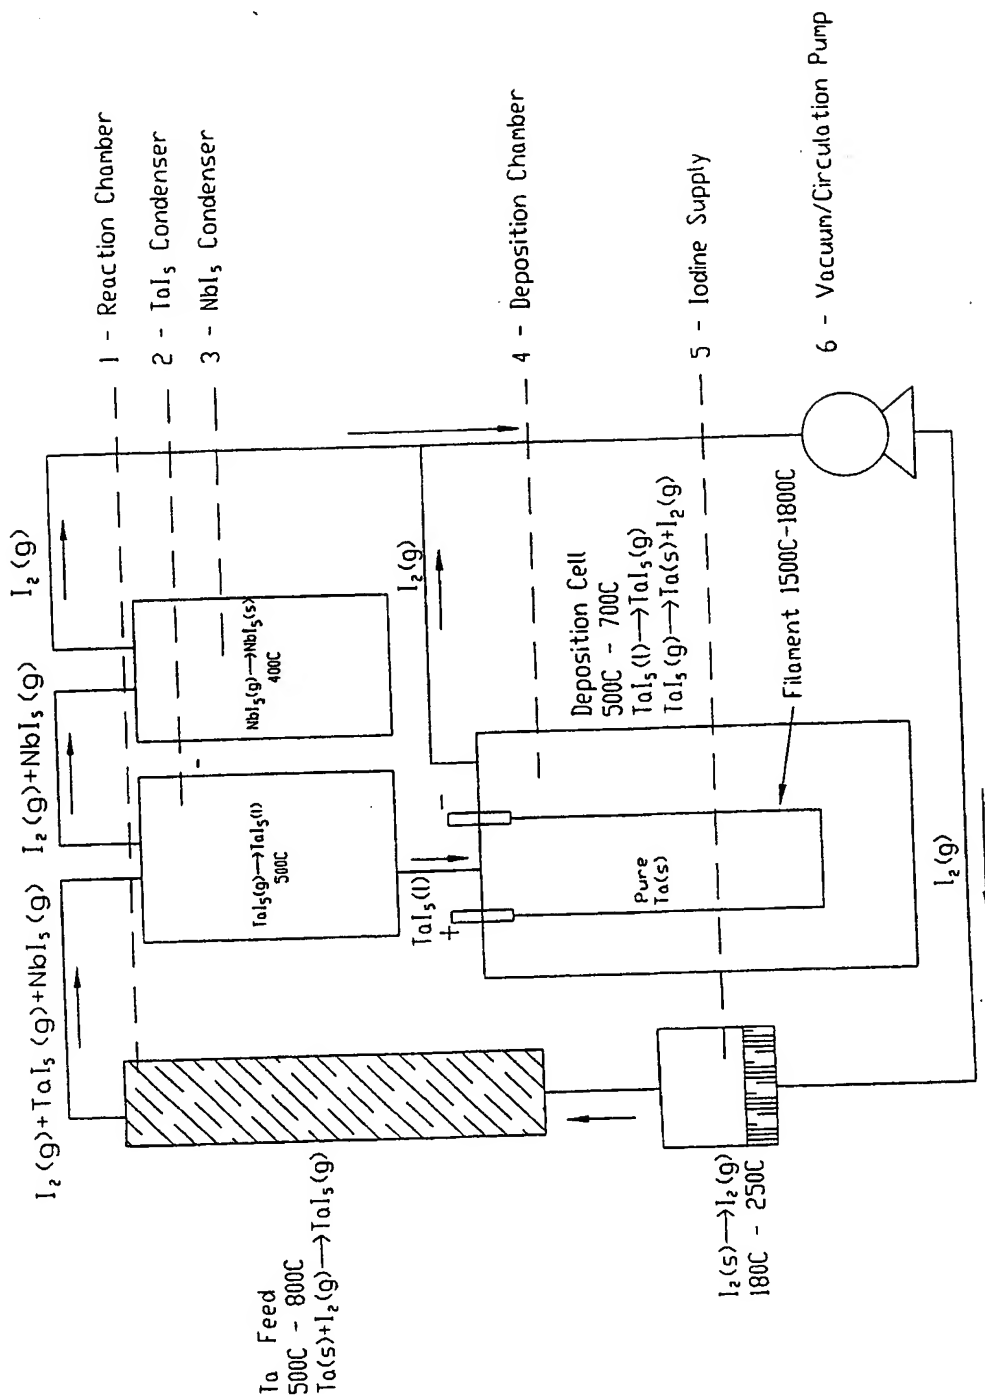 I₂(g)+TaI₅(g)+NbI₅(g)
I₂(g)+NbI₅(g)
I₂(g)
1 - Reaction Chamber
2 - TaI₅ Condenser
3 - NbI₅ Condenser
TaI₅(g)→TaI₅(l)
500C
NbI₅(g)→NbI₅(s)
400C
Ta Feed
500C - 800C
Ta(s)+I₂(g)→TaI₅(g)
TaI₅(l)
I₂(g)
+
-
Pure
Ta(s)
Deposition Cell
500C - 700C
TaI₅(l)→TaI₅(g)
TaI₅(g)→Ta(s)+I₂(g)
4 - Deposition Chamber
Filament 1500C-1800C
5 - Iodine Supply
I₂(s)→I₂(g)
180C - 250C
I₂(g)
6 - Vacuum/Circulation Pump